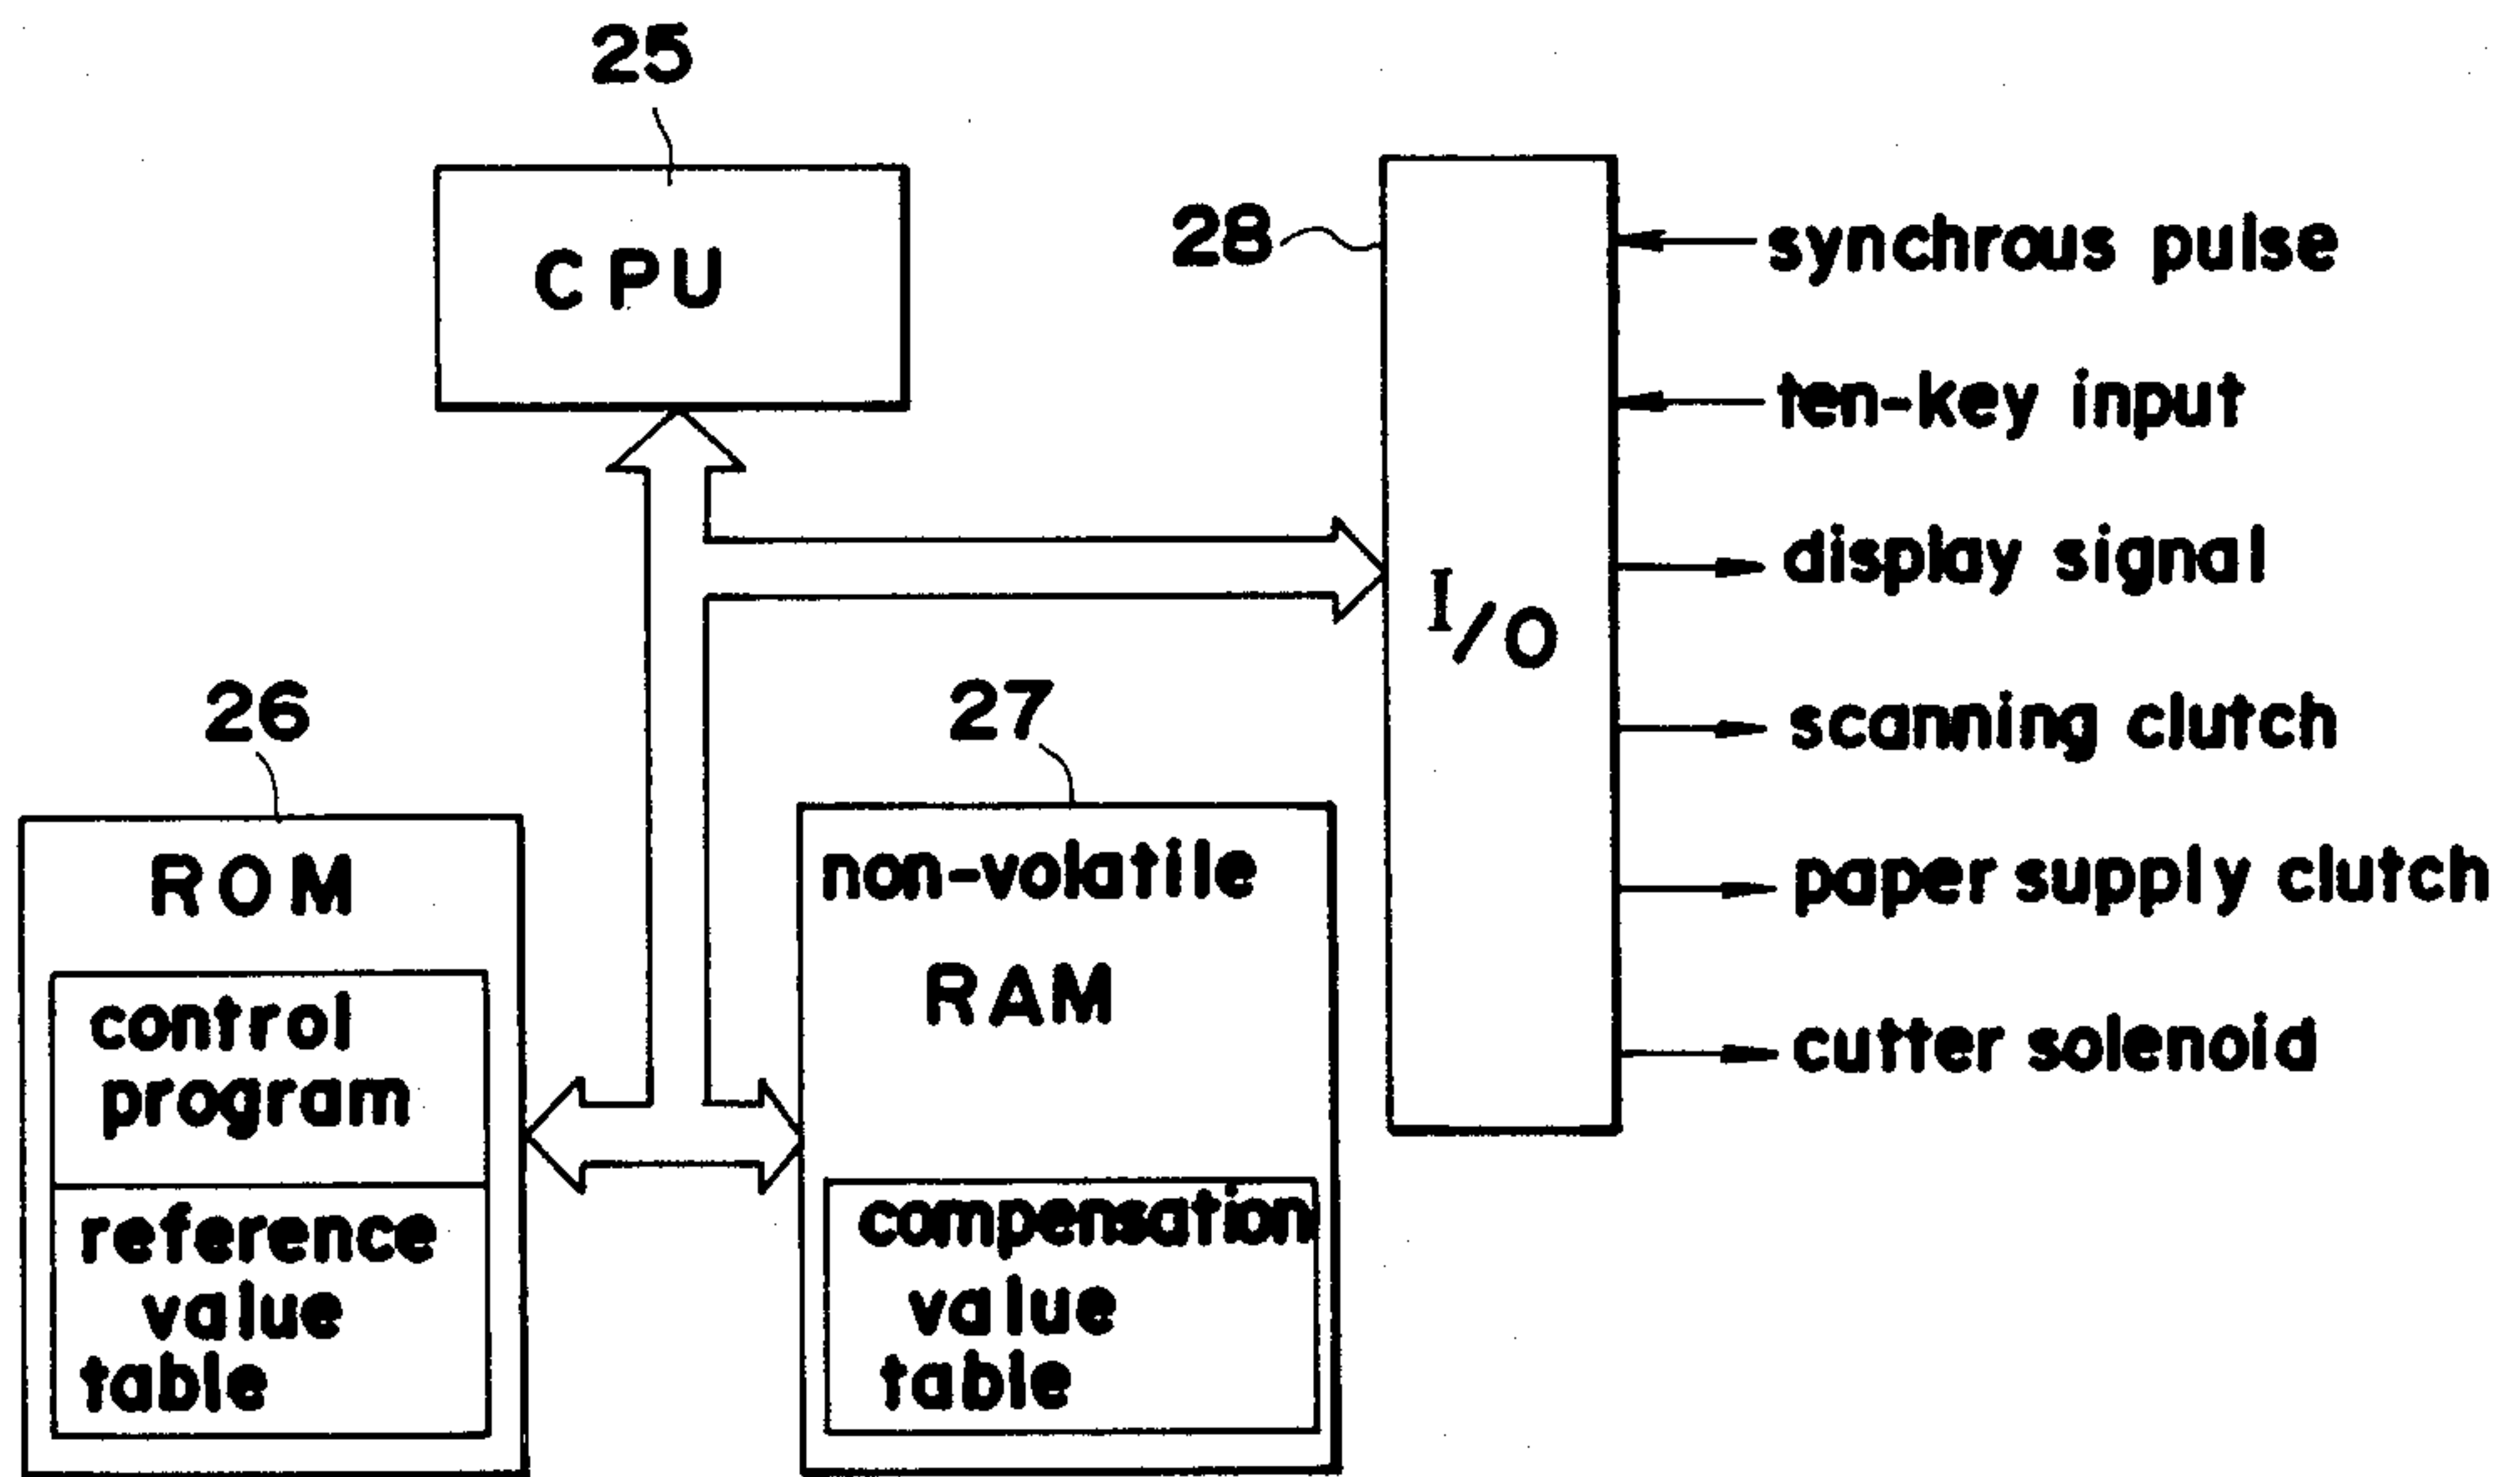 25
CPU
28
synchrous pulse
ten-key input
display signal
I/O
scanning clutch
paper supply clutch
cutter solenoid
26
ROM
control
program
reference
value
table
27
non-volatile
RAM
compensation
value
table